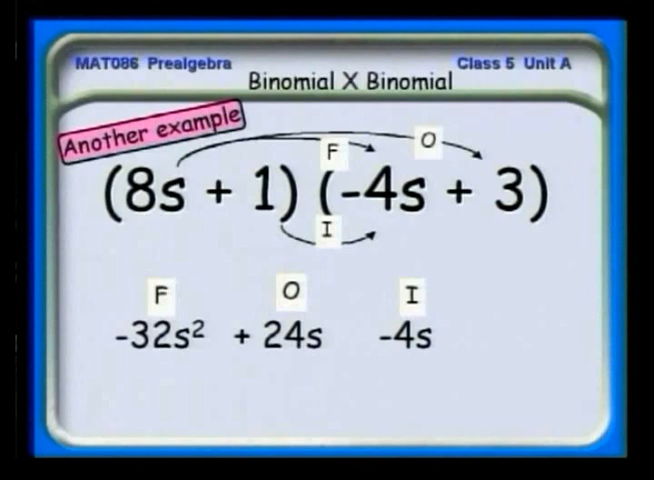 MAT086 Prealgebra
Class 5 Unit A
Binomial X Binomial
Another example
F O
(8s + 1) (-4s + 3)
I
F O I
-32s² + 24s -4s